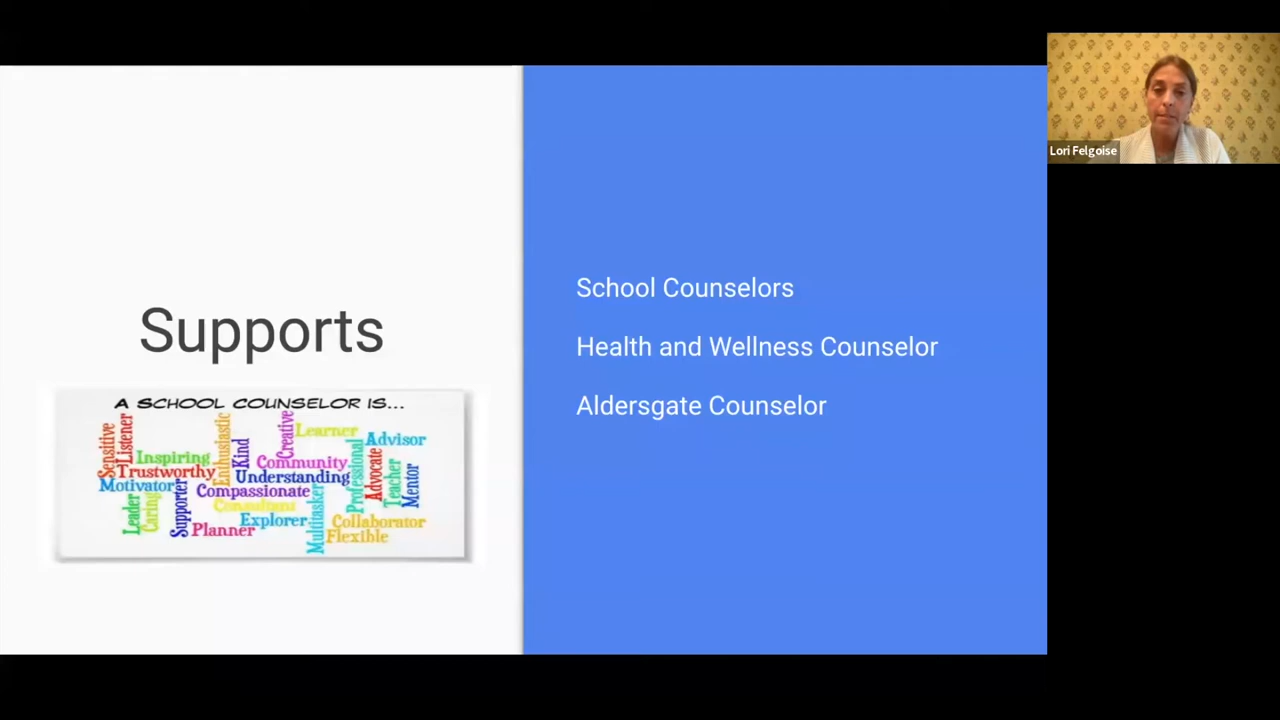 Supports
A SCHOOL COUNSELOR IS...
Sensitive
Listener
Inspiring
Trustworthy
Motivator
Leader
Caring
Supporter
Planner
Enthusiastic
Kind
Creative
Learner
Community
Understanding
Compassionate
Consultant
Explorer
Multitasker
Professional
Advisor
Advocate
Teacher
Mentor
Collaborator
Flexible
School Counselors
Health and Wellness Counselor
Aldersgate Counselor
Lori Felgoise